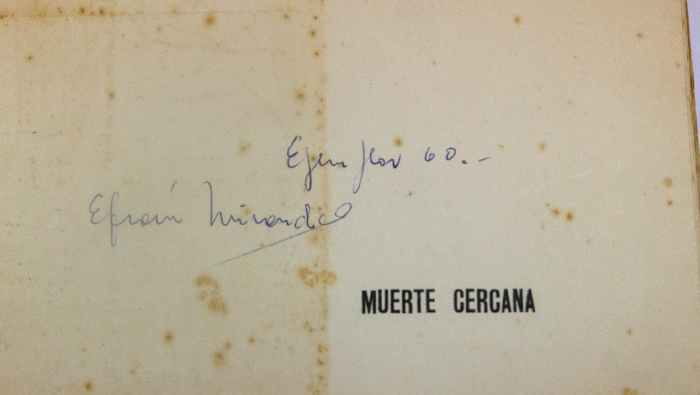 Ejemplar 60.-
Efraín Miranda
MUERTE CERCANA